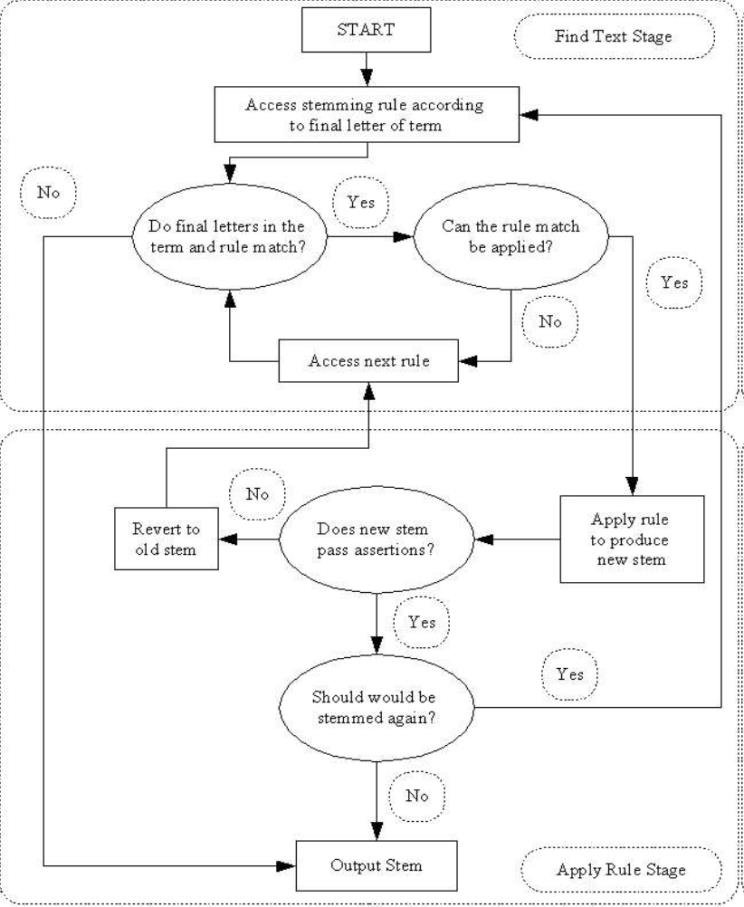 START
Find Text Stage
Access stemming rule according
to final letter of term
No
Do final letters in the
term and rule match?
Yes
Can the rule match
be applied?
Yes
No
Access next rule
No
Revert to
old stem
Does new stem
pass assertions?
Apply rule
to produce
new stem
Yes
Should would be
stemmed again?
Yes
No
Output Stem
Apply Rule Stage